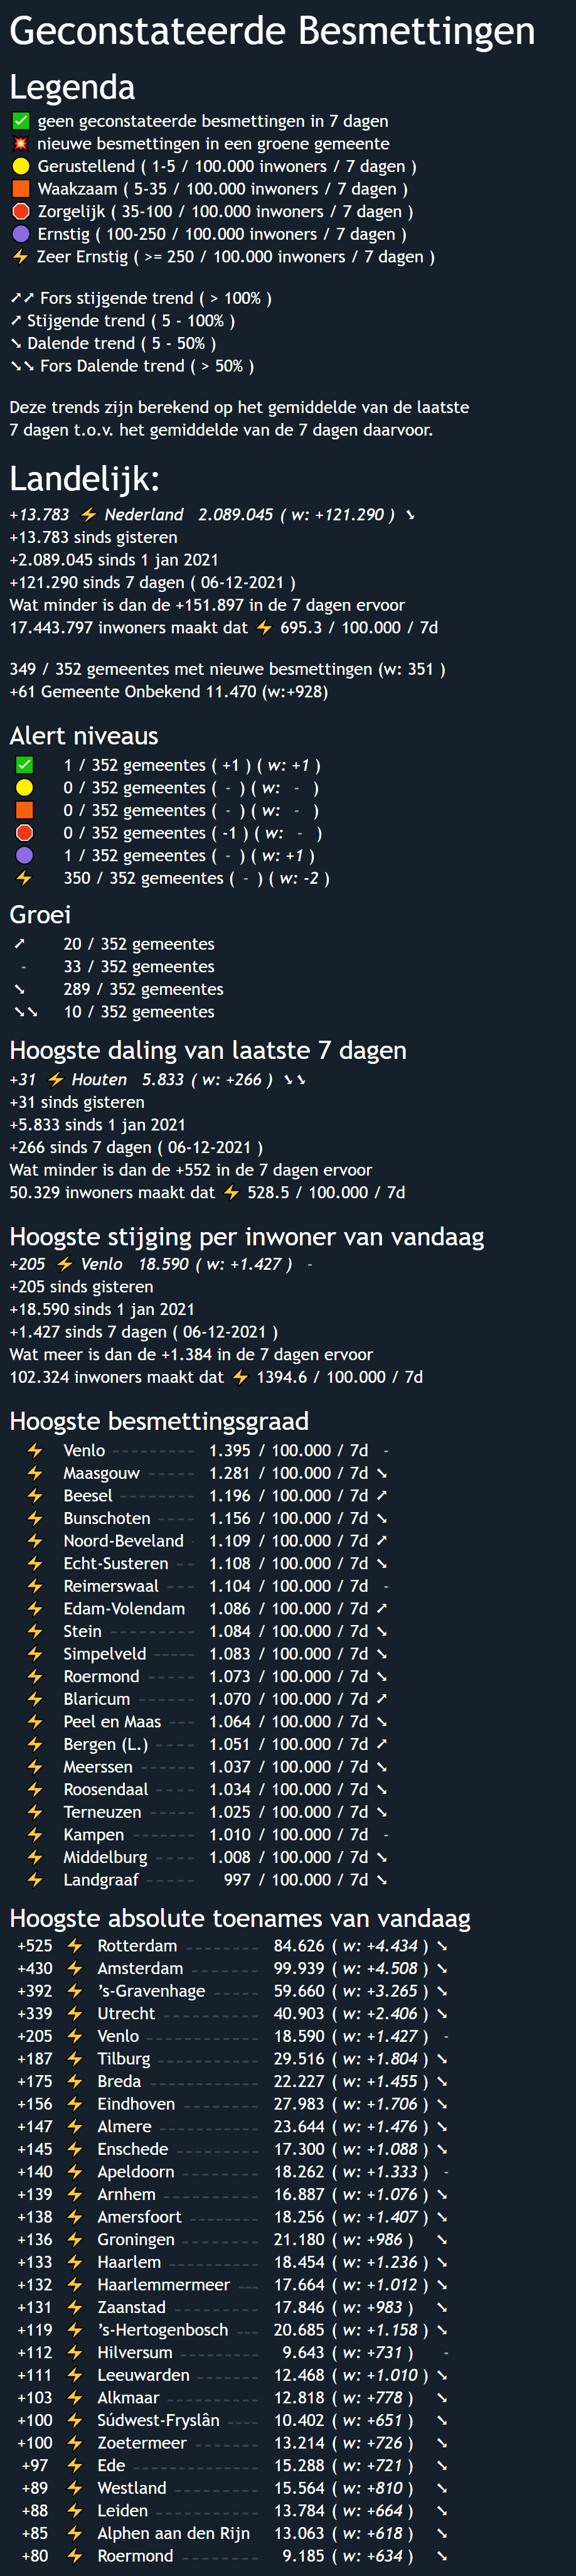 Geconstateerde Besmettingen
Legenda
✅ geen geconstateerde besmettingen in 7 dagen
💥 nieuwe besmettingen in een groene gemeente
🟡 Gerustellend ( 1-5 / 100.000 inwoners / 7 dagen )
🟧 Waakzaam ( 5-35 / 100.000 inwoners / 7 dagen )
🛑 Zorgelijk ( 35-100 / 100.000 inwoners / 7 dagen )
🟣 Ernstig ( 100-250 / 100.000 inwoners / 7 dagen )
⚡ Zeer Ernstig ( >= 250 / 100.000 inwoners / 7 dagen )
➚➚ Fors stijgende trend ( > 100% )
➚ Stijgende trend ( 5 - 100% )
➘ Dalende trend ( 5 - 50% )
➘➘ Fors Dalende trend ( > 50% )
Deze trends zijn berekend op het gemiddelde van de laatste
7 dagen t.o.v. het gemiddelde van de 7 dagen daarvoor.
Landelijk:
+13.783 ⚡ Nederland 2.089.045 ( w: +121.290 ) ➘
+13.783 sinds gisteren
+2.089.045 sinds 1 jan 2021
+121.290 sinds 7 dagen ( 06-12-2021 )
Wat minder is dan de +151.897 in de 7 dagen ervoor
17.443.797 inwoners maakt dat ⚡ 695.3 / 100.000 / 7d
349 / 352 gemeentes met nieuwe besmettingen (w: 351 )
+61 Gemeente Onbekend 11.470 (w:+928)
Alert niveaus
✅ 1 / 352 gemeentes ( +1 ) ( w: +1 )
🟡 0 / 352 gemeentes ( - ) ( w: - )
🟧 0 / 352 gemeentes ( - ) ( w: - )
🛑 0 / 352 gemeentes ( -1 ) ( w: - )
🟣 1 / 352 gemeentes ( - ) ( w: +1 )
⚡ 350 / 352 gemeentes ( - ) ( w: -2 )
Groei
➚ 20 / 352 gemeentes
- 33 / 352 gemeentes
➘ 289 / 352 gemeentes
➘➘ 10 / 352 gemeentes
Hoogste daling van laatste 7 dagen
+31 ⚡ Houten 5.833 ( w: +266 ) ➘➘
+31 sinds gisteren
+5.833 sinds 1 jan 2021
+266 sinds 7 dagen ( 06-12-2021 )
Wat minder is dan de +552 in de 7 dagen ervoor
50.329 inwoners maakt dat ⚡ 528.5 / 100.000 / 7d
Hoogste stijging per inwoner van vandaag
+205 ⚡ Venlo 18.590 ( w: +1.427 ) -
+205 sinds gisteren
+18.590 sinds 1 jan 2021
+1.427 sinds 7 dagen ( 06-12-2021 )
Wat meer is dan de +1.384 in de 7 dagen ervoor
102.324 inwoners maakt dat ⚡ 1394.6 / 100.000 / 7d
Hoogste besmettingsgraad
⚡ Venlo --------- 1.395 / 100.000 / 7d -
⚡ Maasgouw ----- 1.281 / 100.000 / 7d ➘
⚡ Beesel -------- 1.196 / 100.000 / 7d ➚
⚡ Bunschoten ---- 1.156 / 100.000 / 7d ➘
⚡ Noord-Beveland - 1.109 / 100.000 / 7d ➚
⚡ Echt-Susteren -- 1.108 / 100.000 / 7d ➘
⚡ Reimerswaal --- 1.104 / 100.000 / 7d -
⚡ Edam-Volendam 1.086 / 100.000 / 7d ➚
⚡ Stein --------- 1.084 / 100.000 / 7d ➘
⚡ Simpelveld ----- 1.083 / 100.000 / 7d ➘
⚡ Roermond ----- 1.073 / 100.000 / 7d ➘
⚡ Blaricum ------ 1.070 / 100.000 / 7d ➚
⚡ Peel en Maas --- 1.064 / 100.000 / 7d ➘
⚡ Bergen (L.) ---- 1.051 / 100.000 / 7d ➚
⚡ Meerssen ------ 1.037 / 100.000 / 7d ➘
⚡ Roosendaal ---- 1.034 / 100.000 / 7d ➘
⚡ Terneuzen ----- 1.025 / 100.000 / 7d ➘
⚡ Kampen ------- 1.010 / 100.000 / 7d -
⚡ Middelburg ---- 1.008 / 100.000 / 7d ➘
⚡ Landgraaf ----- 997 / 100.000 / 7d ➘
Hoogste absolute toenames van vandaag
+525 ⚡ Rotterdam -------- 84.626 ( w: +4.434 ) ➘
+430 ⚡ Amsterdam ------- 99.939 ( w: +4.508 ) ➘
+392 ⚡ 's-Gravenhage ----- 59.660 ( w: +3.265 ) ➘
+339 ⚡ Utrecht ---------- 40.903 ( w: +2.406 ) ➘
+205 ⚡ Venlo ------------ 18.590 ( w: +1.427 ) -
+187 ⚡ Tilburg ----------- 29.516 ( w: +1.804 ) ➘
+175 ⚡ Breda ------------ 22.227 ( w: +1.455 ) ➘
+156 ⚡ Eindhoven -------- 27.983 ( w: +1.706 ) ➘
+147 ⚡ Almere ----------- 23.644 ( w: +1.476 ) ➘
+145 ⚡ Enschede --------- 17.300 ( w: +1.088 ) ➘
+140 ⚡ Apeldoorn -------- 18.262 ( w: +1.333 ) -
+139 ⚡ Arnhem ---------- 16.887 ( w: +1.076 ) ➘
+138 ⚡ Amersfoort ------- 18.256 ( w: +1.407 ) ➘
+136 ⚡ Groningen -------- 21.180 ( w: +986 ) ➘
+133 ⚡ Haarlem ---------- 18.454 ( w: +1.236 ) ➘
+132 ⚡ Haarlemmermeer --- 17.664 ( w: +1.012 ) ➘
+131 ⚡ Zaanstad --------- 17.846 ( w: +983 ) ➘
+119 ⚡ 's-Hertogenbosch --- 20.685 ( w: +1.158 ) ➘
+112 ⚡ Hilversum --------- 9.643 ( w: +731 ) -
+111 ⚡ Leeuwarden ------- 12.468 ( w: +1.010 ) ➘
+103 ⚡ Alkmaar ---------- 12.818 ( w: +778 ) ➘
+100 ⚡ Súdwest-Fryslân ---- 10.402 ( w: +651 ) ➘
+100 ⚡ Zoetermeer ------- 13.214 ( w: +726 ) ➘
+97 ⚡ Ede -------------- 15.288 ( w: +721 ) ➘
+89 ⚡ Westland --------- 15.564 ( w: +810 ) ➘
+88 ⚡ Leiden ----------- 13.784 ( w: +664 ) ➘
+85 ⚡ Alphen aan den Rijn 13.063 ( w: +618 ) ➘
+80 ⚡ Roermond -------- 9.185 ( w: +634 ) ➘